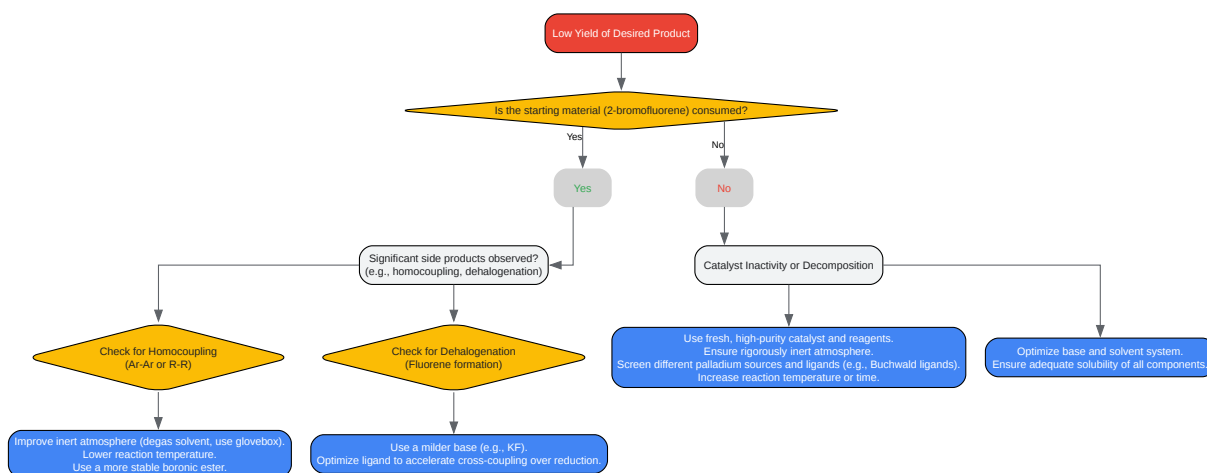 Low Yield of Desired Product
Is the starting material (2-bromofluorene) consumed?
Yes
No
Yes
No
Significant side products observed?
(e.g., homocoupling, dehalogenation)
Catalyst Inactivity or Decomposition
Check for Homocoupling
(Ar-Ar or R-R)
Check for Dehalogenation
(Fluorene formation)
Use fresh, high-purity catalyst and reagents.
Ensure rigorously inert atmosphere.
Screen different palladium sources and ligands (e.g., Buchwald ligands).
Increase reaction temperature or time.
Optimize base and solvent system.
Ensure adequate solubility of all components.
Improve inert atmosphere (degas solvent, use glovebox).
Lower reaction temperature.
Use a more stable boronic ester.
Use a milder base (e.g., KF).
Optimize ligand to accelerate cross-coupling over reduction.